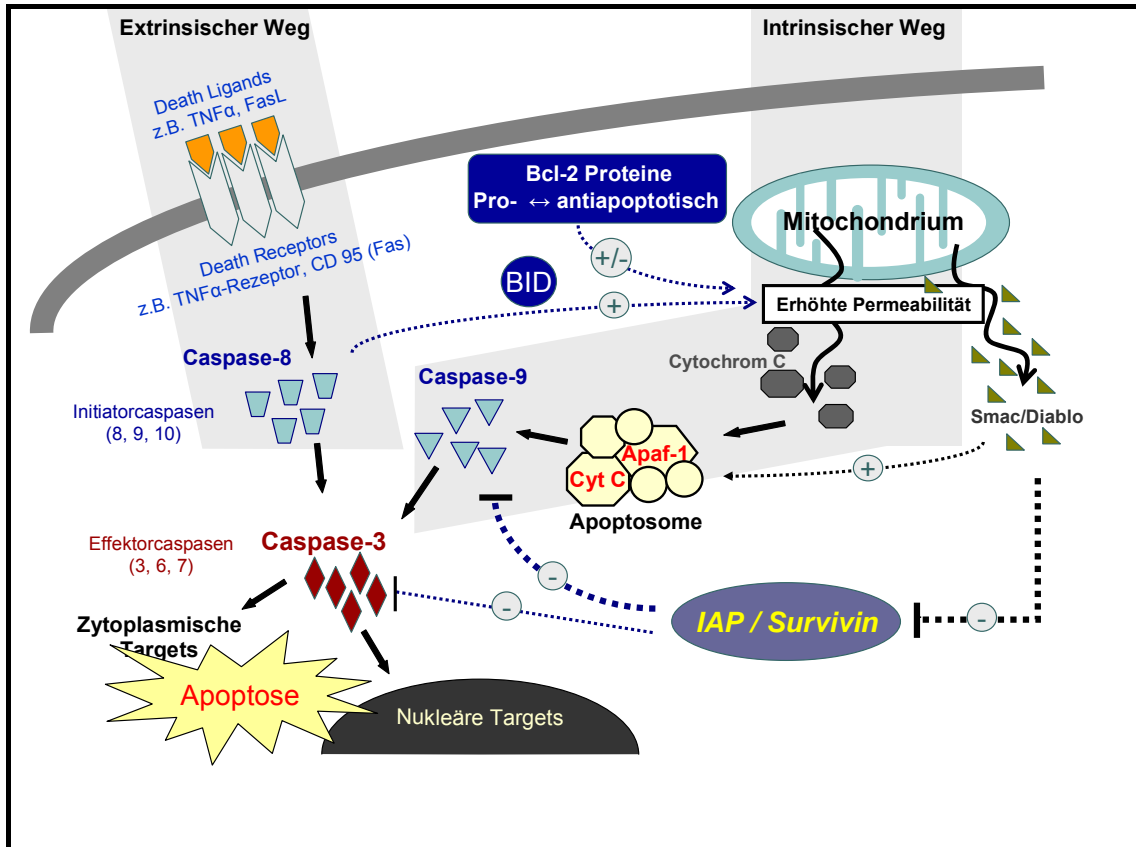 Extrinsischer Weg
Intrinsischer Weg
Death Ligands
z.B. TNFα, FasL
Bcl-2 Proteine
Pro- ↔ antiapoptotisch
Mitochondrium
Death Receptors
z.B. TNFα-Rezeptor, CD 95 (Fas)
+/-
BID
+
Erhöhte Permeabilität
Caspase-8
Cytochrom C
Caspase-9
Initiatorcaspasen
(8, 9, 10)
Smac/Diablo
Apaf-1
Cyt C
+
Apoptosome
Effektorcaspasen
(3, 6, 7)
Caspase-3
-
-
IAP / Survivin
-
Zytoplasmische
Targets
Apoptose
Nukleäre Targets